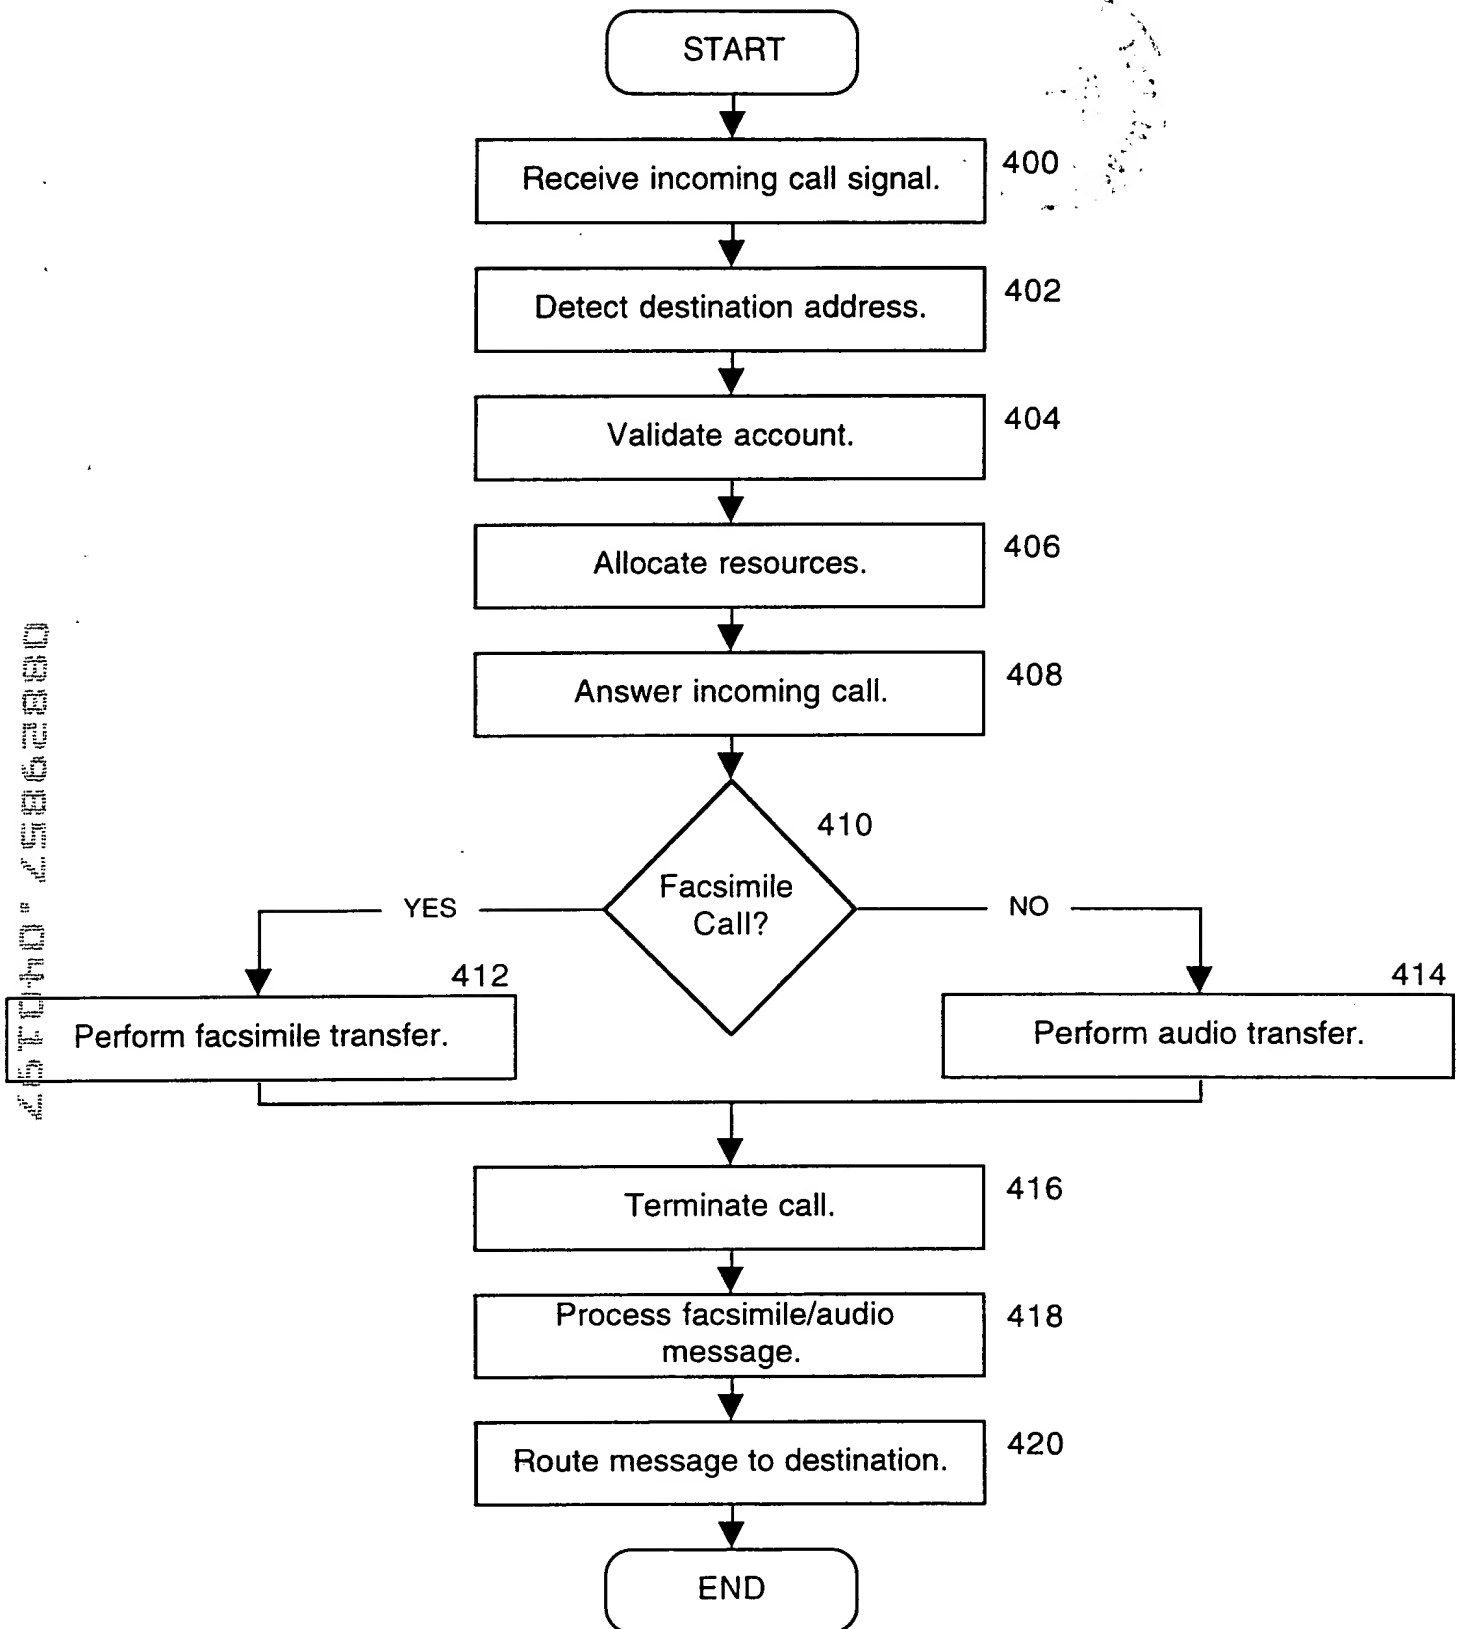 START
Receive incoming call signal.
400
Detect destination address.
402
Validate account.
404
Allocate resources.
406
Answer incoming call.
408
410
Facsimile
Call?
YES
NO
412
Perform facsimile transfer.
414
Perform audio transfer.
Terminate call.
416
Process facsimile/audio
message.
418
Route message to destination.
420
END
08829857.040197